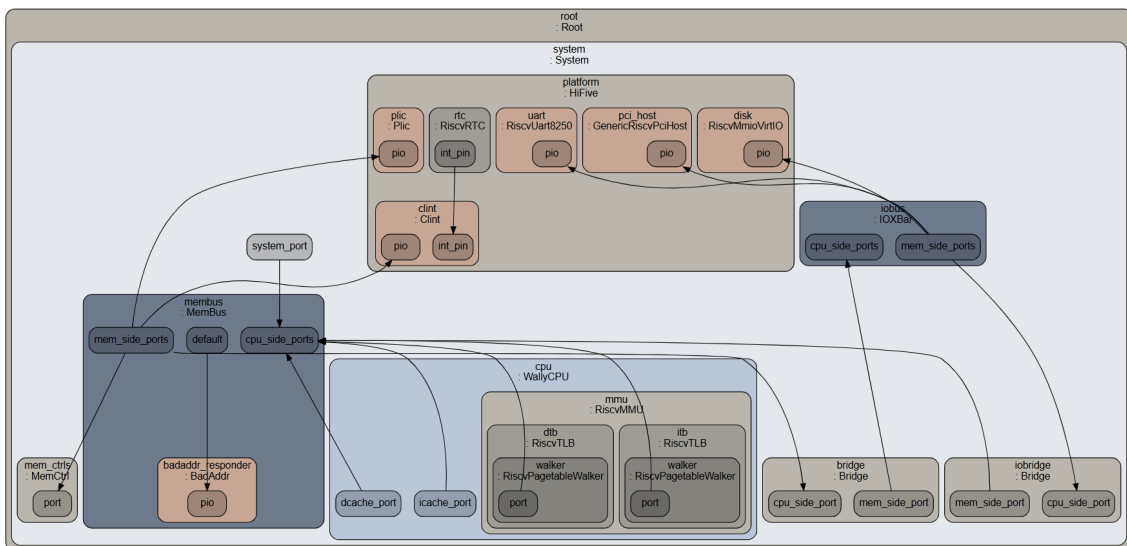 root
: Root
system
: System
platform
: HiFive
plic
: Plic
pio
rtc
: RiscvRTC
int_pin
uart
: RiscvUart8250
pio
pci_host
: GenericRiscvPciHost
pio
disk
: RiscvMmioVirtIO
pio
clint
: Clint
pio
int_pin
iobus
: IOXBar
cpu_side_ports
mem_side_ports
system_port
membus
: MemBus
mem_side_ports
default
cpu_side_ports
badaddr_responder
: BadAddr
pio
mem_ctrls
: MemCtrl
port
cpu
: WallyCPU
dcache_port
icache_port
mmu
: RiscvMMU
dtb
: RiscvTLB
walker
: RiscvPagetableWalker
port
itb
: RiscvTLB
walker
: RiscvPagetableWalker
port
bridge
: Bridge
cpu_side_port
mem_side_port
iobridge
: Bridge
mem_side_port
cpu_side_port